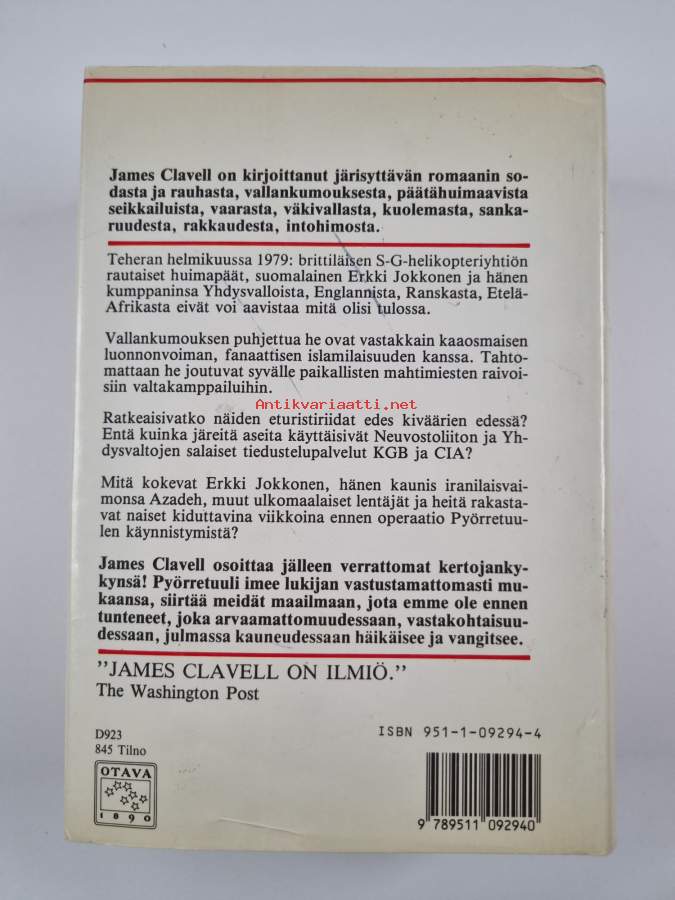 James Clavell on kirjoittanut järisyttävän romaanin so-
dasta ja rauhasta, vallankumouksesta, päätähuimaavista
seikkailuista, vaarasta, väkivallasta, kuolemasta, sanka-
ruudesta, rakkaudesta, intohimosta.
Teheran helmikuussa 1979: brittiläisen S-G-helikopteriyhtiön
rautaiset huimapäät, suomalainen Erkki Jokkonen ja hänen
kumppaninsa Yhdysvalloista, Englannista, Ranskasta, Etelä-
Afrikasta eivät voi aavistaa mitä olisi tulossa.
Vallankumouksen puhjettua he ovat vastakkain kaaosmaisen
luonnonvoiman, fanaattisen islamilaisuuden kanssa. Tahto-
mattaan he joutuvat syvälle paikallisten mahtimiesten raivoi-
siin valtakamppailuihin.
Antikvariaatti.net
Ratkeaisivatko näiden eturistiriidat edes kiväärien edessä?
Entä kuinka järeitä aseita käyttäisivät Neuvostoliiton ja Yh-
dysvaltojen salaiset tiedustelupalvelut KGB ja CIA?
Mitä kokevat Erkki Jokkonen, hänen kaunis iranilaisvai-
monsa Azadeh, muut ulkomaalaiset lentäjät ja heitä rakasta-
vat naiset kiduttavina viikkoina ennen operaatio Pyörretuu-
len käynnistymistä?
James Clavell osoittaa jälleen verrattomat kertojanky-
kynsä! Pyörretuuli imee lukijan vastustamattomasti mu-
kaansa, siirtää meidät maailmaan, jota emme ole ennen
tunteneet, joka arvaamattomuudessaan, vastakohtaisuu-
dessaan, julmassa kauneudessaan häikäisee ja vangitsee.
"JAMES CLAVELL ON ILMIÖ."
The Washington Post
D923
845 Tilno
OTAVA
1890
ISBN 951-1-09294-4
9 789511 092940